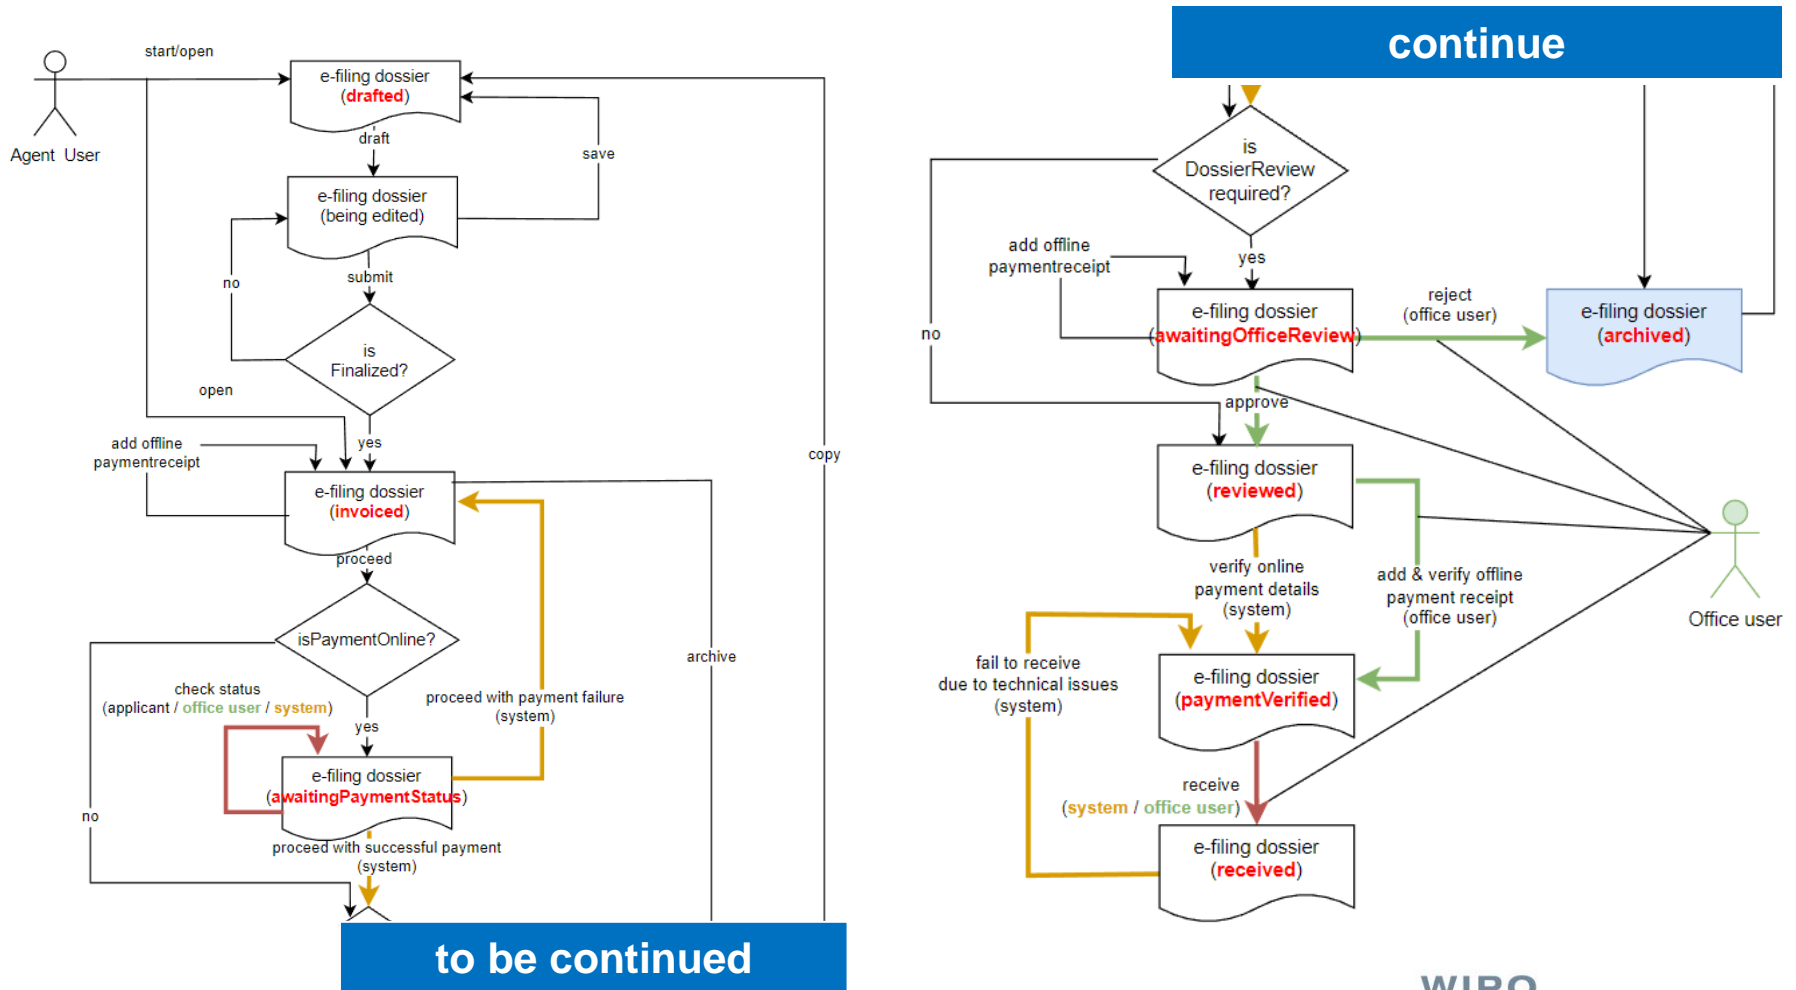 start/open
Agent User
e-filing dossier
(drafted)
draft
save
e-filing dossier
(being edited)
no
submit
is
Finalized?
open
yes
add offline
paymentreceipt
e-filing dossier
(invoiced)
proceed
copy
isPaymentOnline?
archive
check status
(applicant / office user / system)
proceed with payment failure
(system)
yes
e-filing dossier
(awaitingPaymentStatus)
no
proceed with successful payment
(system)
to be continued
continue
is
DossierReview
required?
yes
add offline
paymentreceipt
no
e-filing dossier
(awaitingOfficeReview)
reject
(office user)
e-filing dossier
(archived)
approve
e-filing dossier
(reviewed)
verify online
payment details
(system)
add & verify offline
payment receipt
(office user)
Office user
fail to receive
due to technical issues
(system)
e-filing dossier
(paymentVerified)
receive
(system / office user)
e-filing dossier
(received)
WIPO